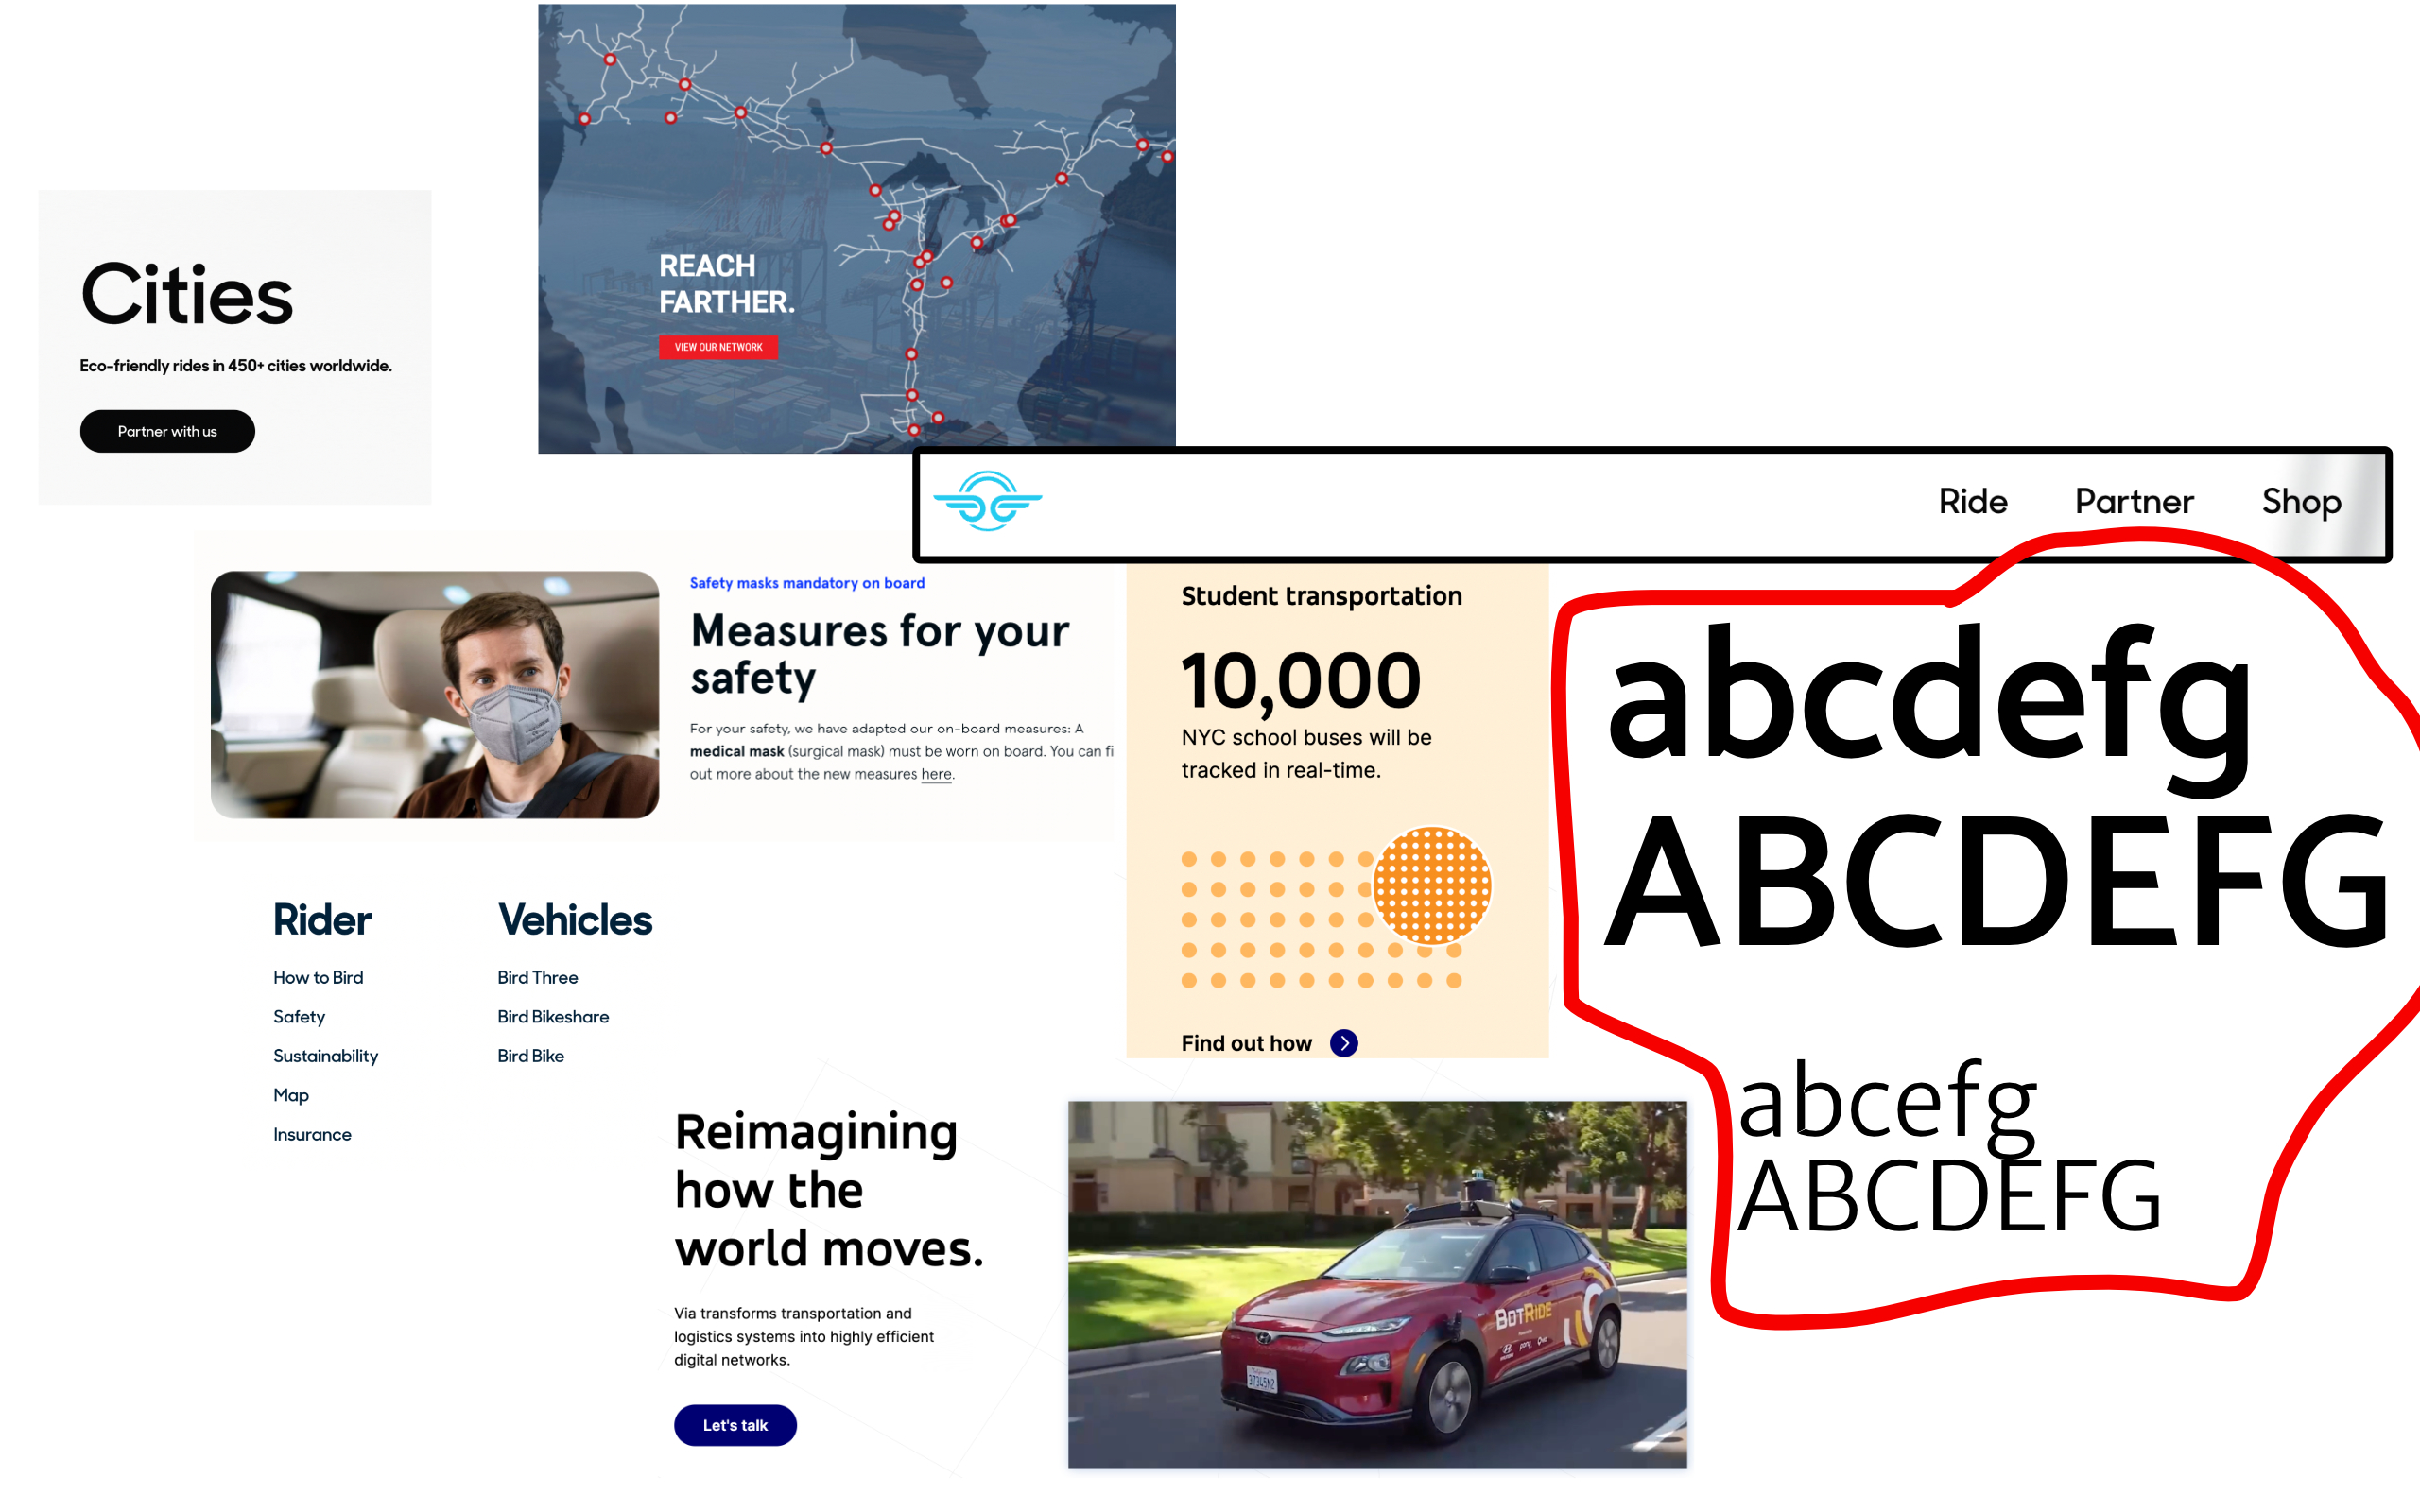 REACH
FARTHER.
VIEW OUR NETWORK
Cities
Eco-friendly rides in 450+ cities worldwide.
Partner with us
Ride Partner Shop
Safety masks mandatory on board
Measures for your
safety
For your safety, we have adapted our on-board measures: A
medical mask (surgical mask) must be worn on board. You can fi
out more about the new measures here.
Student transportation
10,000
NYC school buses will be
tracked in real-time.
Find out how
abcdefg
ABCDEFG
abcefg
ABCDEFG
Rider
How to Bird
Safety
Sustainability
Map
Insurance
Vehicles
Bird Three
Bird Bikeshare
Bird Bike
Reimagining
how the
world moves.
Via transforms transportation and
logistics systems into highly efficient
digital networks.
Let's talk
BOTRIDE